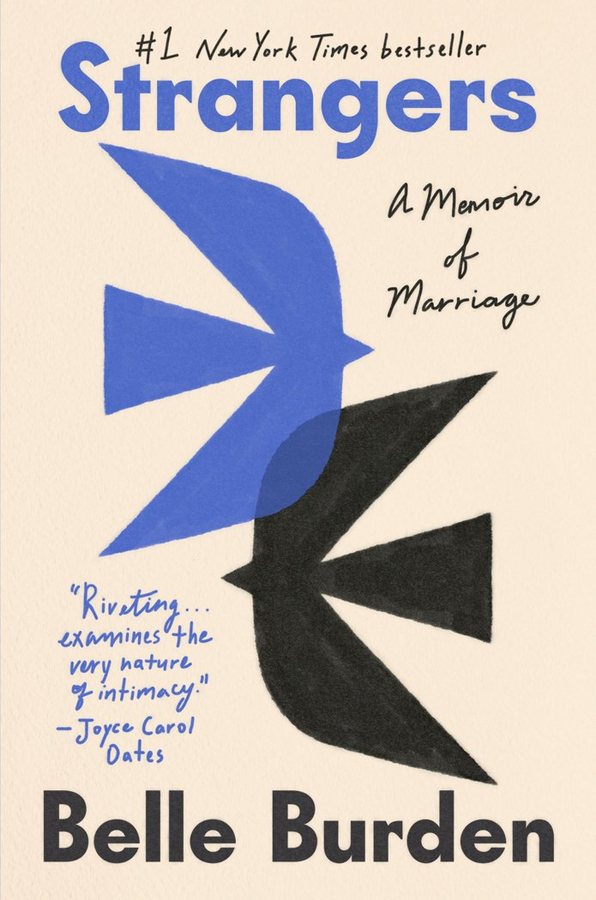 #1 New York Times bestseller
Strangers
A Memoir
of
Marriage
"Riveting...
examines the
very nature
of intimacy."
—Joyce Carol
Oates
Belle Burden